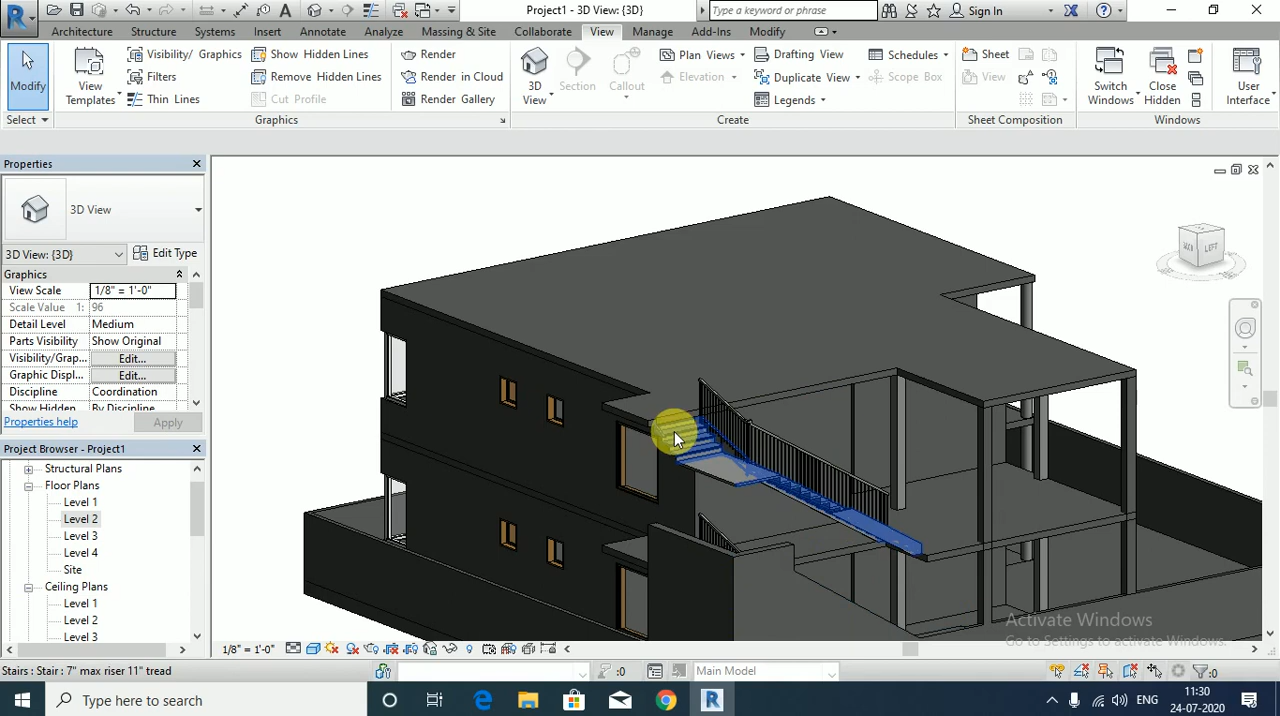 Project1 - 3D View: {3D}
Type a keyword or phrase
Sign In
Architecture Structure Systems Insert Annotate Analyze Massing & Site Collaborate View Manage Add-Ins Modify
Modify
Select
View Templates
Visibility/ Graphics
Filters
Thin Lines
Show Hidden Lines
Remove Hidden Lines
Cut Profile
Render
Render in Cloud
Render Gallery
Graphics
3D View
Section
Callout
Plan Views
Elevation
Drafting View
Duplicate View
Legends
Schedules
Scope Box
Create
Sheet
View
Sheet Composition
Switch Windows
Close Hidden
User Interface
Windows
Properties
3D View
3D View: {3D}
Edit Type
Graphics
View Scale 1/8" = 1'-0"
Scale Value 1: 96
Detail Level Medium
Parts Visibility Show Original
Visibility/Grap... Edit...
Graphic Displ... Edit...
Discipline Coordination
Show Hidden By Discipline
Properties help
Apply
Project Browser - Project1
Structural Plans
Floor Plans
Level 1
Level 2
Level 3
Level 4
Site
Ceiling Plans
Level 1
Level 2
Level 3
LEFT
Activate Windows
Go to Settings to activate Windows.
1/8" = 1'-0"
Stairs : Stair : 7" max riser 11" tread
:0
Main Model
:0
Type here to search
ENG
11:30
24-07-2020